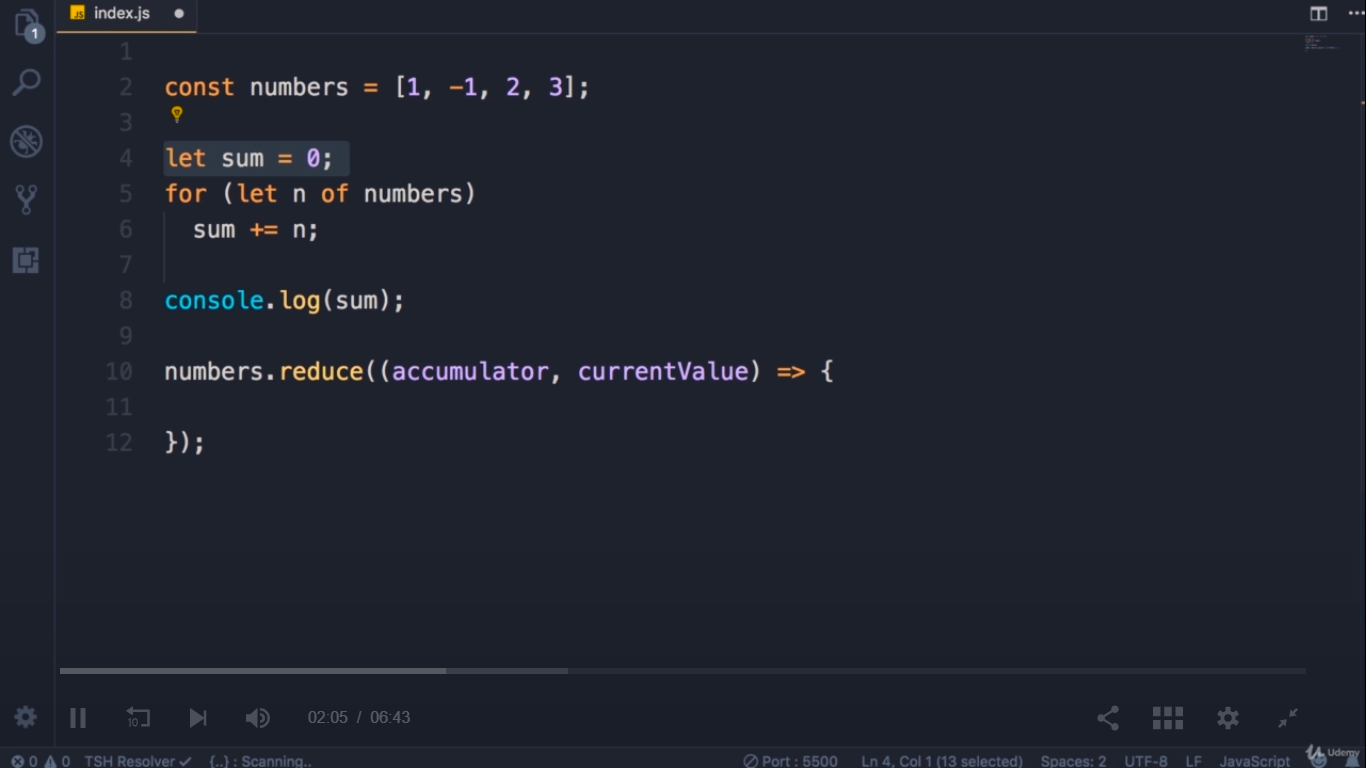 1
JS index.js
1
2 const numbers = [1, -1, 2, 3];
3
4 let sum = 0;
5 for (let n of numbers)
6 sum += n;
7
8 console.log(sum);
9
10 numbers.reduce((accumulator, currentValue) => {
11
12 });
10
02:05 / 06:43
0 0 TSH Resolver {..} : Scanning.. Port : 5500 Ln 4, Col 1 (13 selected) Spaces: 2 UTF-8 LF JavaScript
Udemy